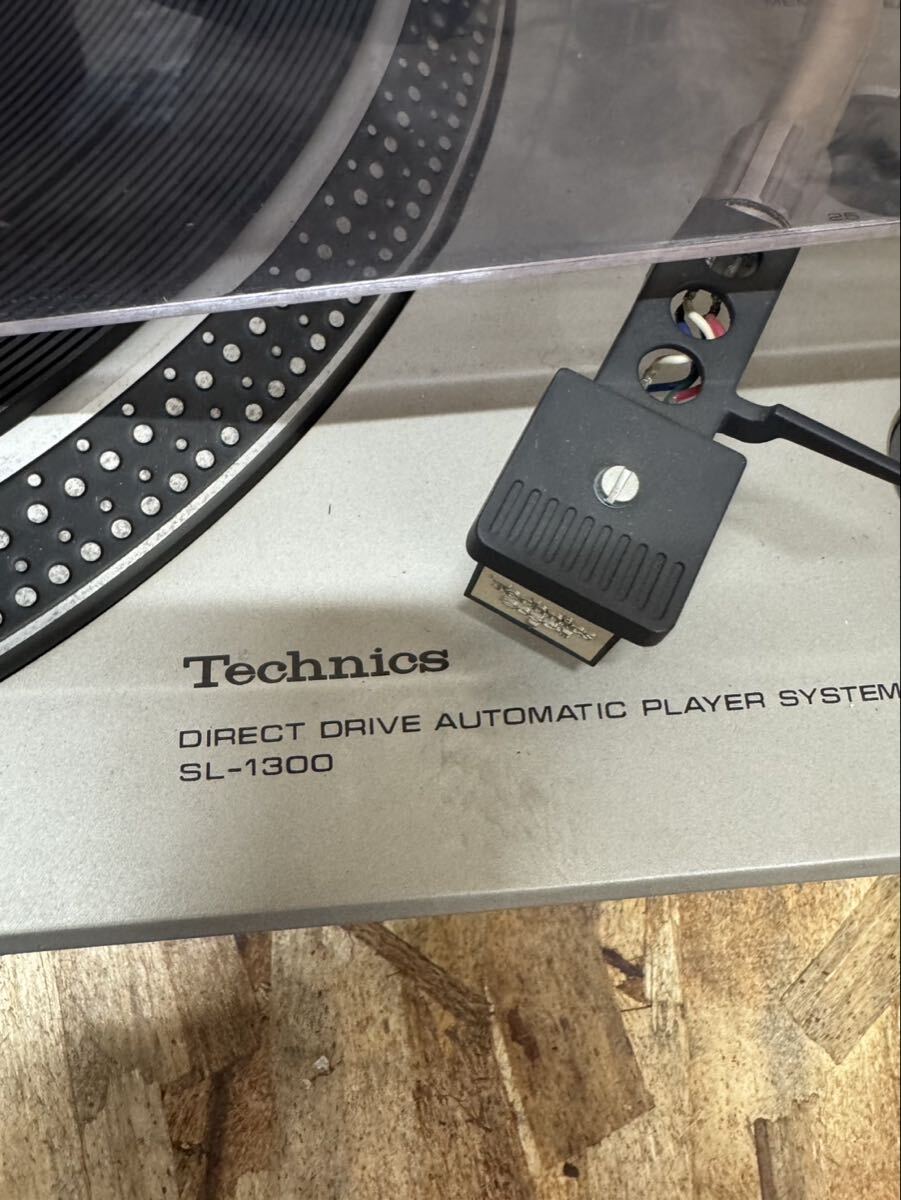 Technics
DIRECT DRIVE AUTOMATIC PLAYER SYSTEM
SL-1300